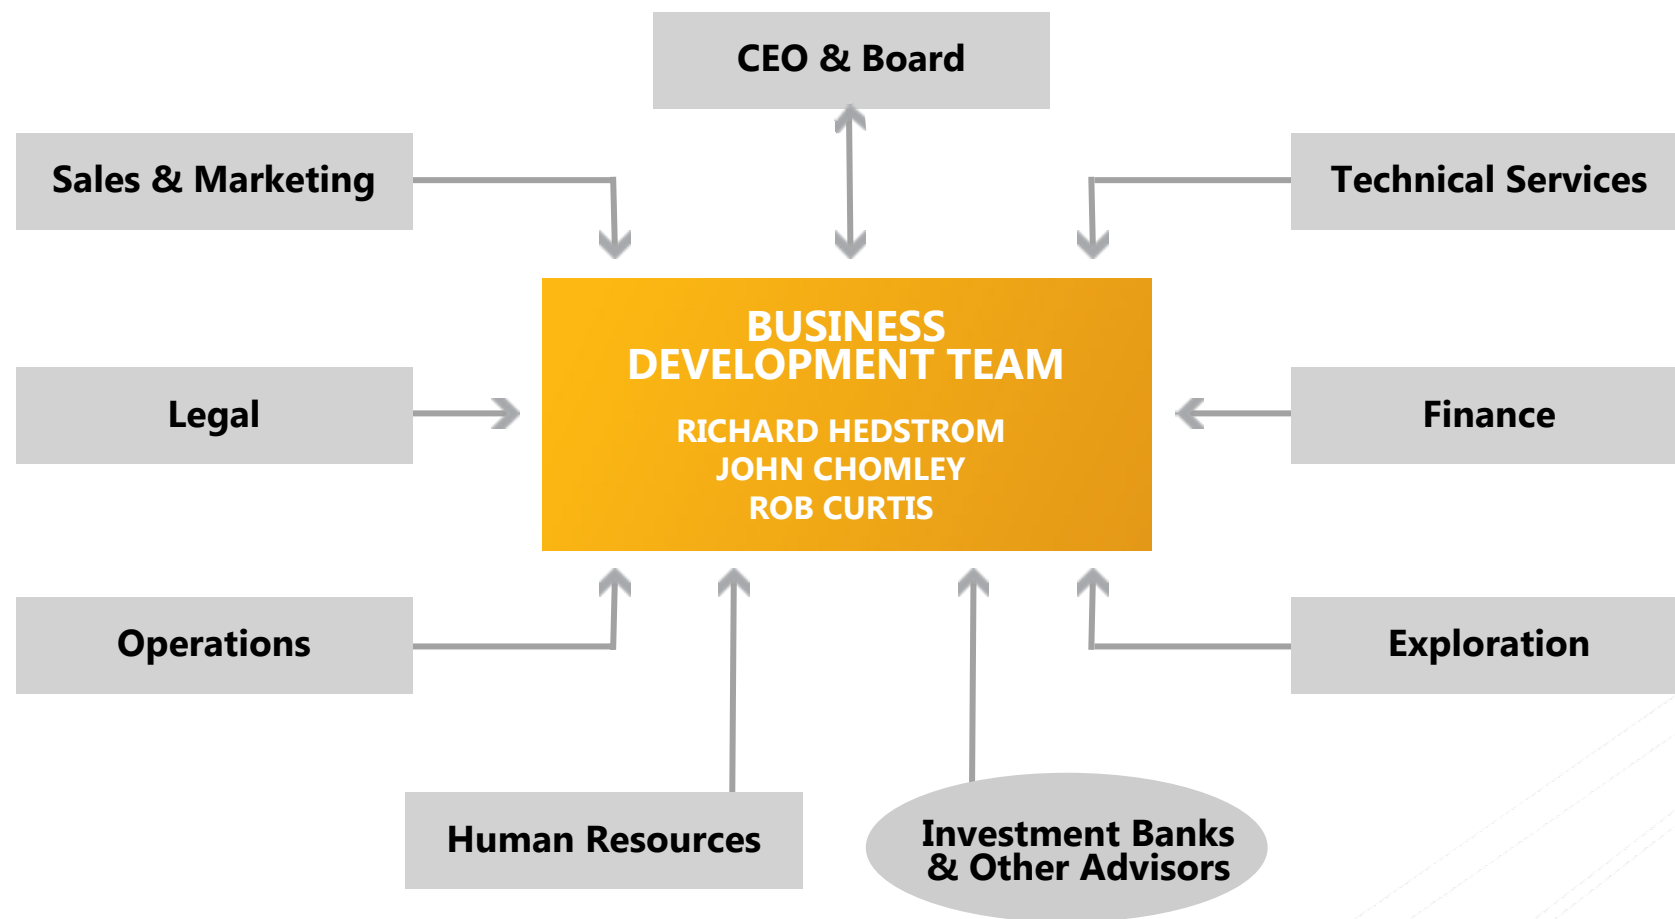 CEO & Board
Sales & Marketing
Technical Services
BUSINESS
DEVELOPMENT TEAM
RICHARD HEDSTROM
JOHN CHOMLEY
ROB CURTIS
Legal
Finance
Operations
Exploration
Human Resources
Investment Banks
& Other Advisors